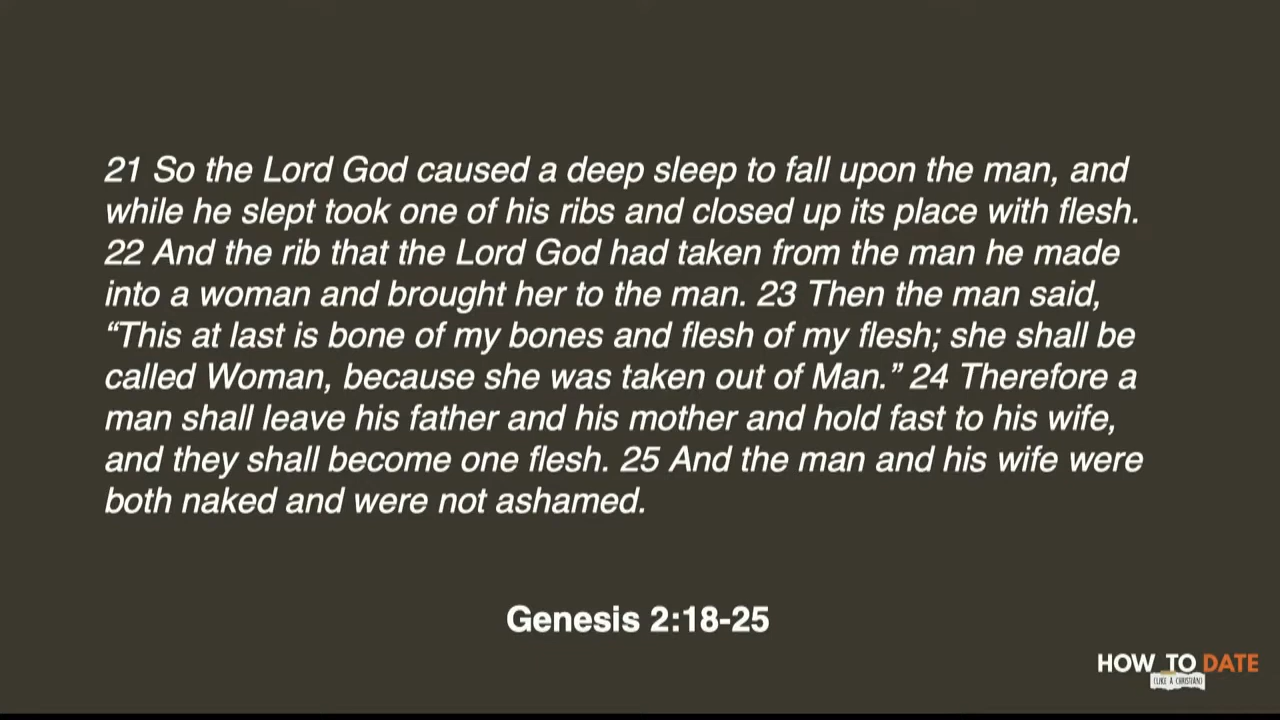 21 So the Lord God caused a deep sleep to fall upon the man, and
while he slept took one of his ribs and closed up its place with flesh.
22 And the rib that the Lord God had taken from the man he made
into a woman and brought her to the man. 23 Then the man said,
“This at last is bone of my bones and flesh of my flesh; she shall be
called Woman, because she was taken out of Man.” 24 Therefore a
man shall leave his father and his mother and hold fast to his wife,
and they shall become one flesh. 25 And the man and his wife were
both naked and were not ashamed.
Genesis 2:18-25
HOW TO DATE
(LIKE A CHRISTIAN)